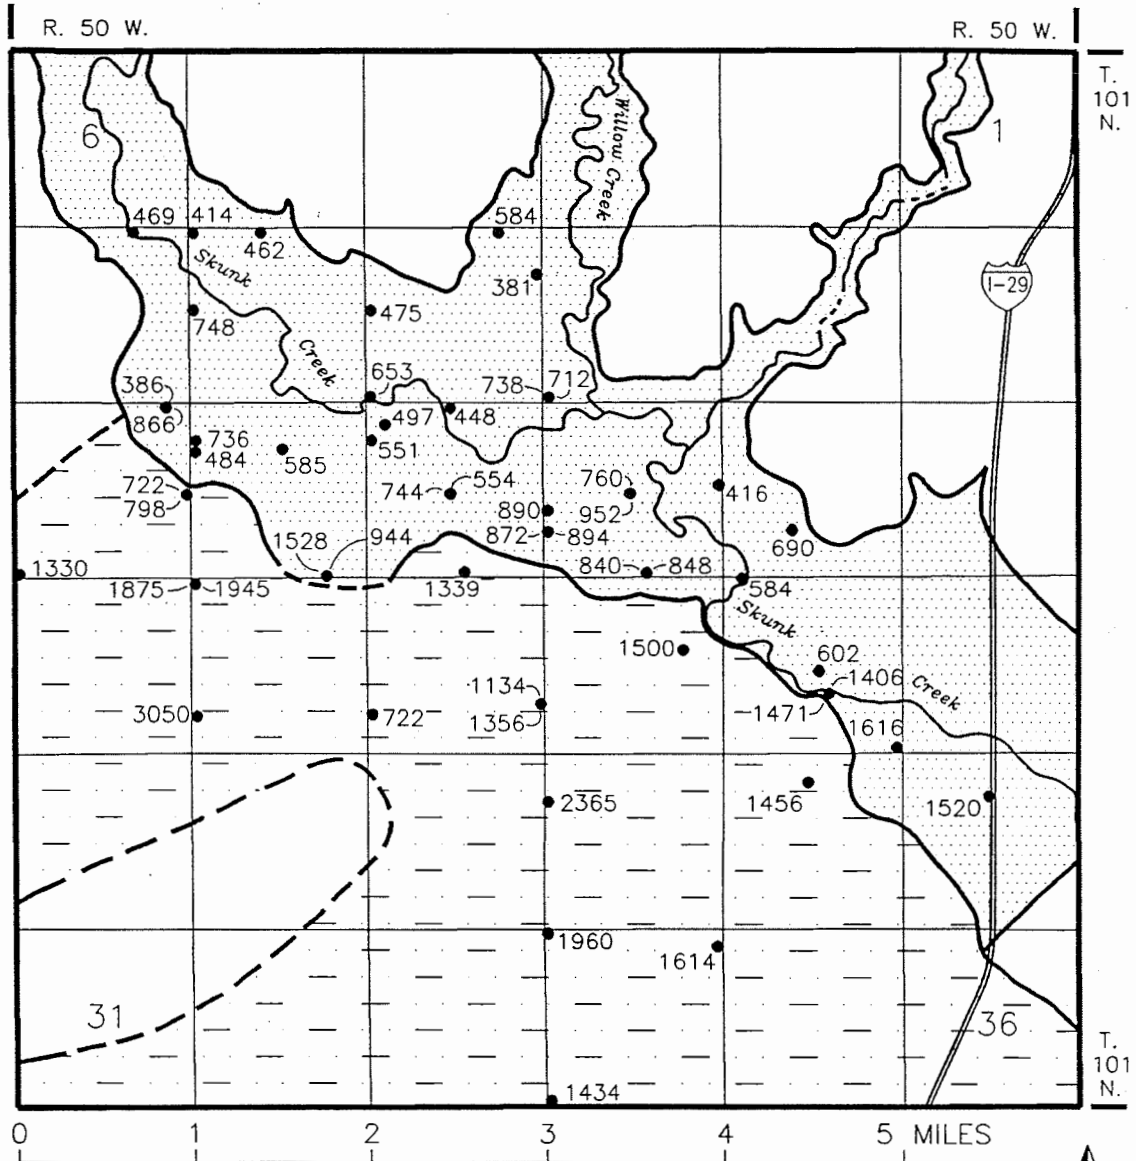 R. 50 W. R. 50 W.
T.
101
N.
6 1
Willow Creek
469 414 584
462
Skunk
381
I-29
748 475
Creek
653
386 738 712
866 497 448
736
484 585 551
722 744 554 760 416
798 890 952
1528 944 872 894 690
1330 1339 840 848
1875 1945 584
Skunk
1500 602
1134 1406 Creek
3050 722 1356 1471 1616
2365 1456 1520
1960
1614
31 36
T.
101
N.
1434
0 1 2 3 4 5 MILES